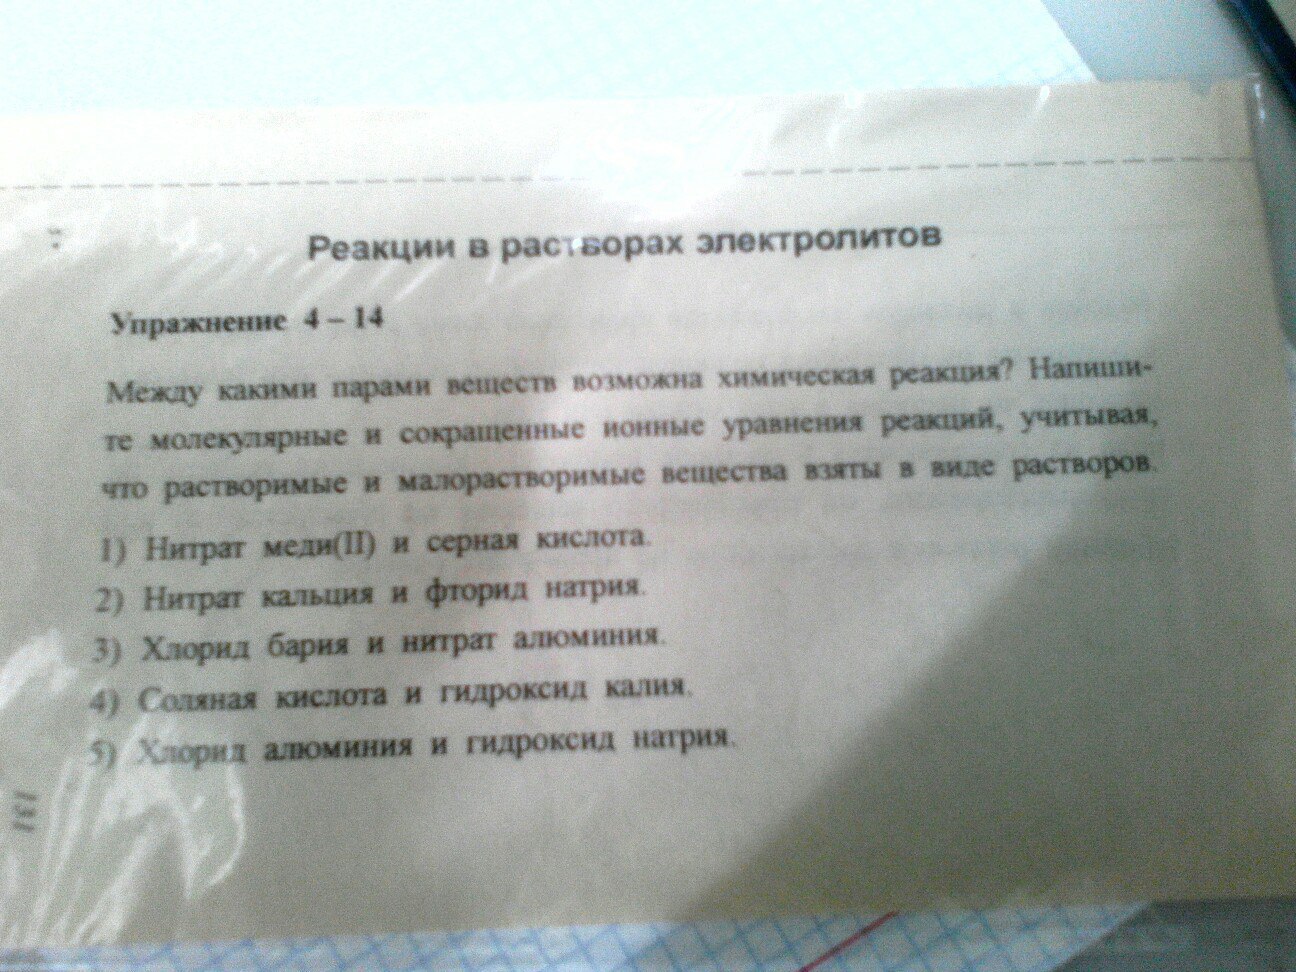 Реакции в растворах электролитов
Упражнение 4 – 14
Между какими парами веществ возможна химическая реакция? Напиши-
те молекулярные и сокращенные ионные уравнения реакций, учитывая,
что растворимые и малорастворимые вещества взяты в виде растворов.
1) Нитрат меди(II) и серная кислота.
2) Нитрат кальция и фторид натрия.
3) Хлорид бария и нитрат алюминия.
4) Соляная кислота и гидроксид калия.
5) Хлорид алюминия и гидроксид натрия.
131